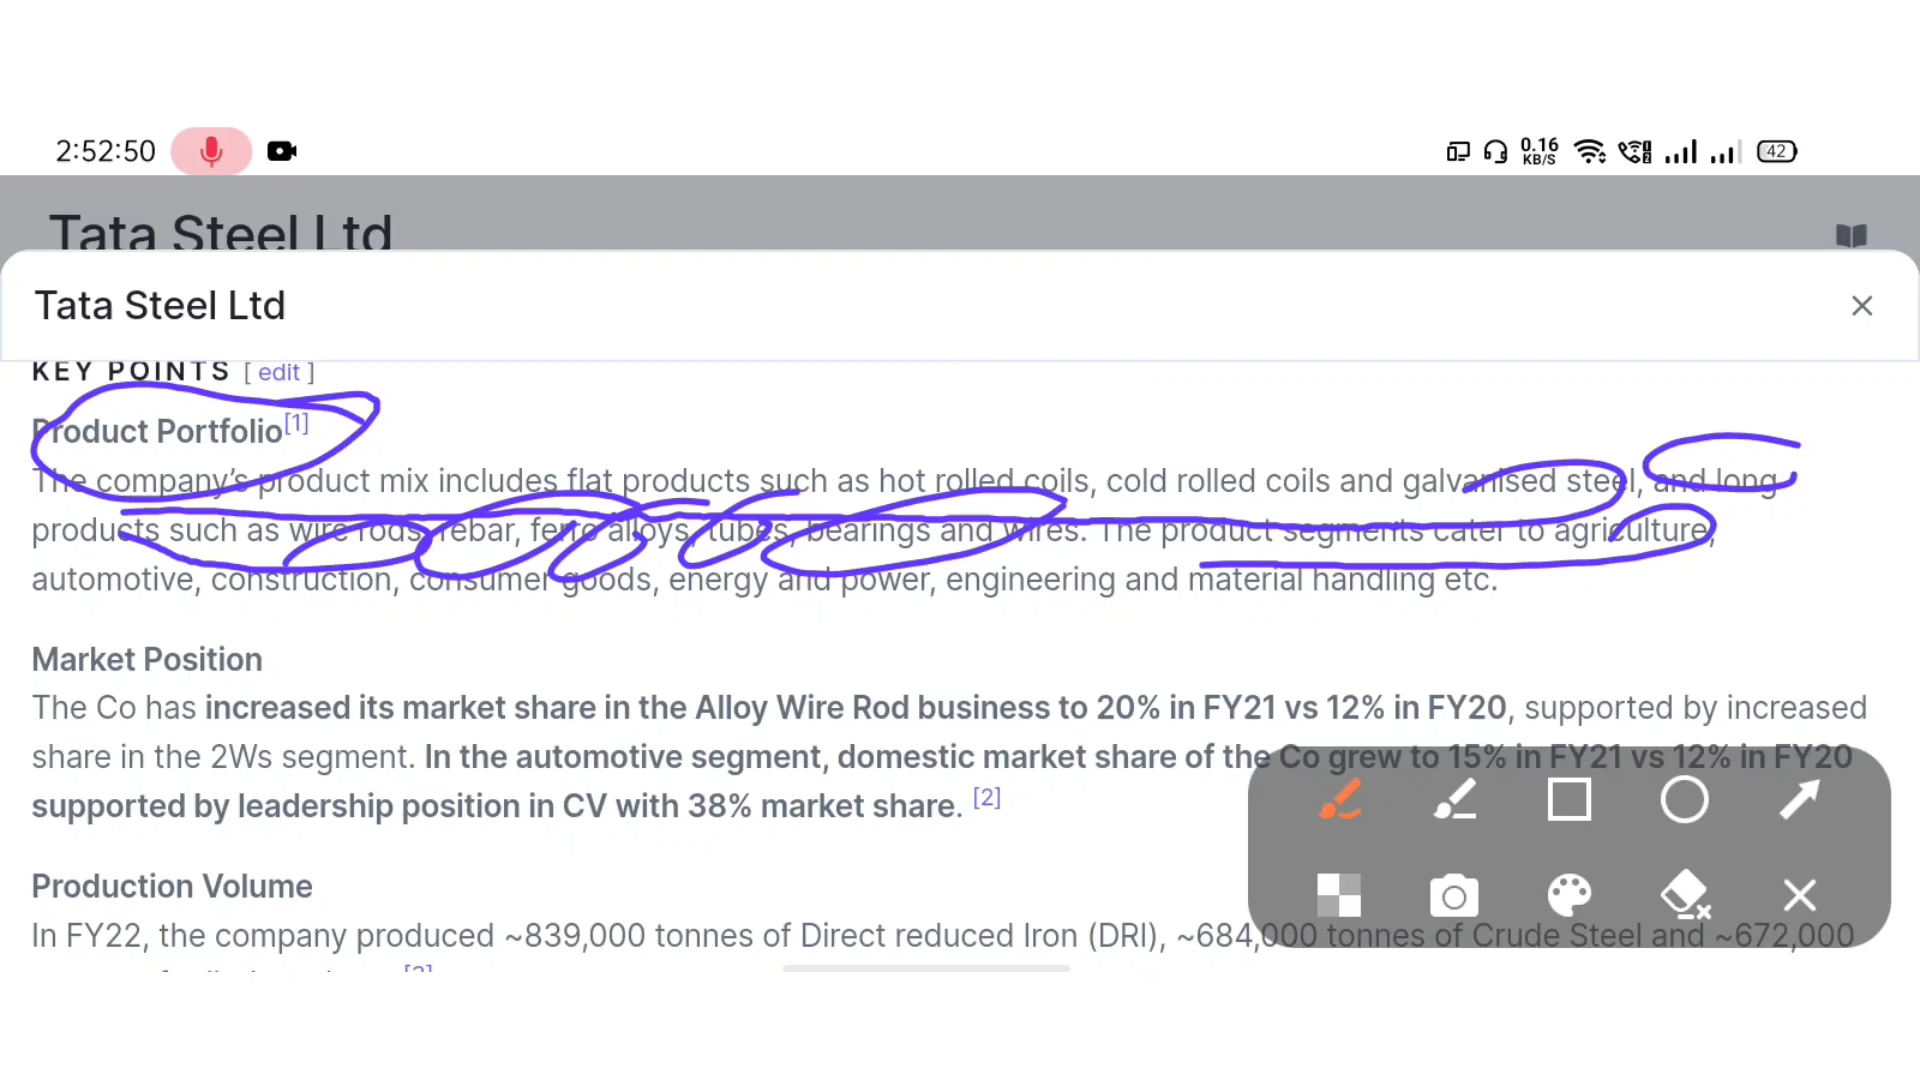 2:52:50
0.16
KB/S
42
Tata Steel Ltd
Tata Steel Ltd
KEY POINTS [ edit ]
Product Portfolio[1]
The company's product mix includes flat products such as hot rolled coils, cold rolled coils and galvanised steel, and long
products such as wire rods, rebar, ferro alloys, tubes, bearings and wires. The product segments cater to agriculture,
automotive, construction, consumer goods, energy and power, engineering and material handling etc.
Market Position
The Co has increased its market share in the Alloy Wire Rod business to 20% in FY21 vs 12% in FY20, supported by increased
share in the 2Ws segment. In the automotive segment, domestic market share of the Co grew to 15% in FY21 vs 12% in FY20
supported by leadership position in CV with 38% market share. [2]
Production Volume
In FY22, the company produced ~839,000 tonnes of Direct reduced Iron (DRI), ~684,000 tonnes of Crude Steel and ~672,000